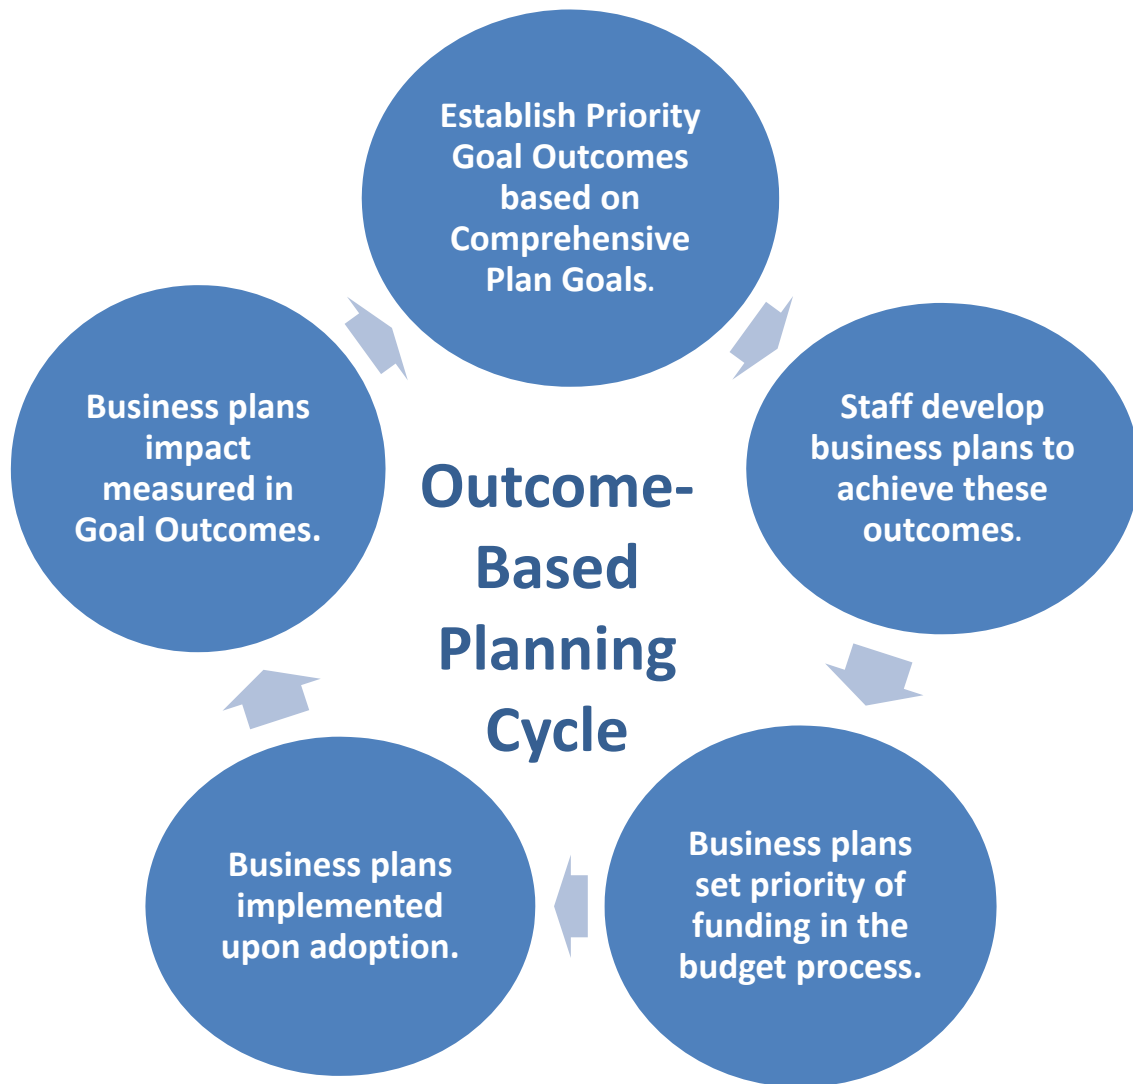 Establish Priority
Goal Outcomes
based on
Comprehensive
Plan Goals.
Staff develop
business plans to
achieve these
outcomes.
Business plans
set priority of
funding in the
budget process.
Business plans
implemented
upon adoption.
Business plans
impact
measured in
Goal Outcomes.
Outcome-
Based
Planning
Cycle